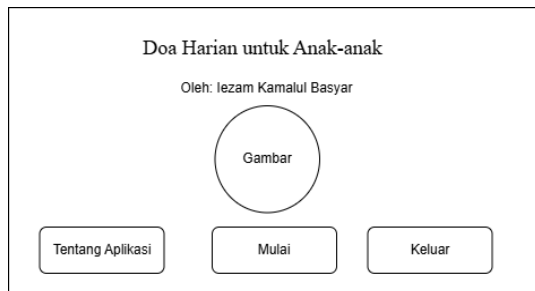 Doa Harian untuk Anak-anak
Oleh: Iezam Kamalul Basyar
Gambar
Tentang Aplikasi
Mulai
Keluar